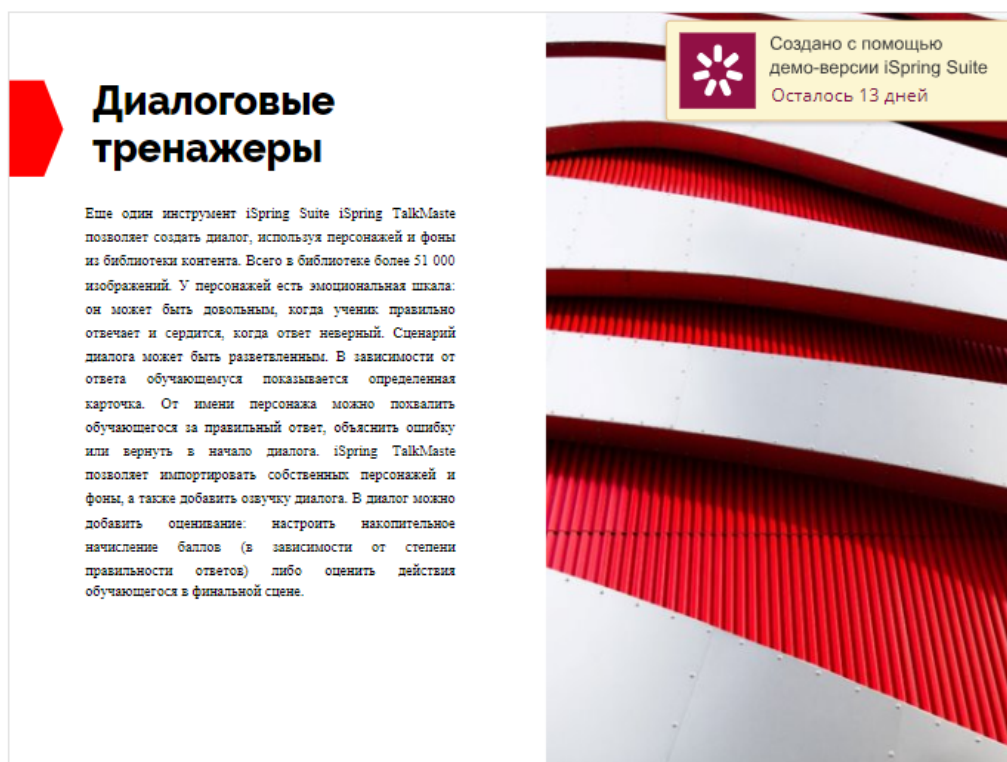 Диалоговые
тренажеры
Еще один инструмент iSpring Suite iSpring TalkMaste
позволяет создать диалог, используя персонажей и фоны
из библиотеки контента. Всего в библиотеке более 51 000
изображений. У персонажей есть эмоциональная шкала:
он может быть довольным, когда ученик правильно
отвечает и сердится, когда ответ неверный. Сценарий
диалога может быть разветвленным. В зависимости от
ответа обучающемуся показывается определенная
карточка. От имени персонажа можно похвалить
обучающегося за правильный ответ, объяснить ошибку
или вернуть в начало диалога. iSpring TalkMaste
позволяет импортировать собственных персонажей и
фоны, а также добавить озвучку диалога. В диалог можно
добавить оценивание: настроить накопительное
начисление баллов (в зависимости от степени
правильности ответов) либо оценить действия
обучающегося в финальной сцене.
Создано с помощью
демо-версии iSpring Suite
Осталось 13 дней